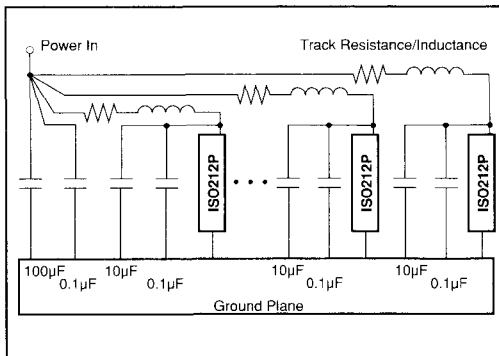 Power In
Track Resistance/Inductance
ISO212P
ISO212P
ISO212P
100µF
0.1µF
10µF
0.1µF
10µF
0.1µF
10µF
0.1µF
Ground Plane